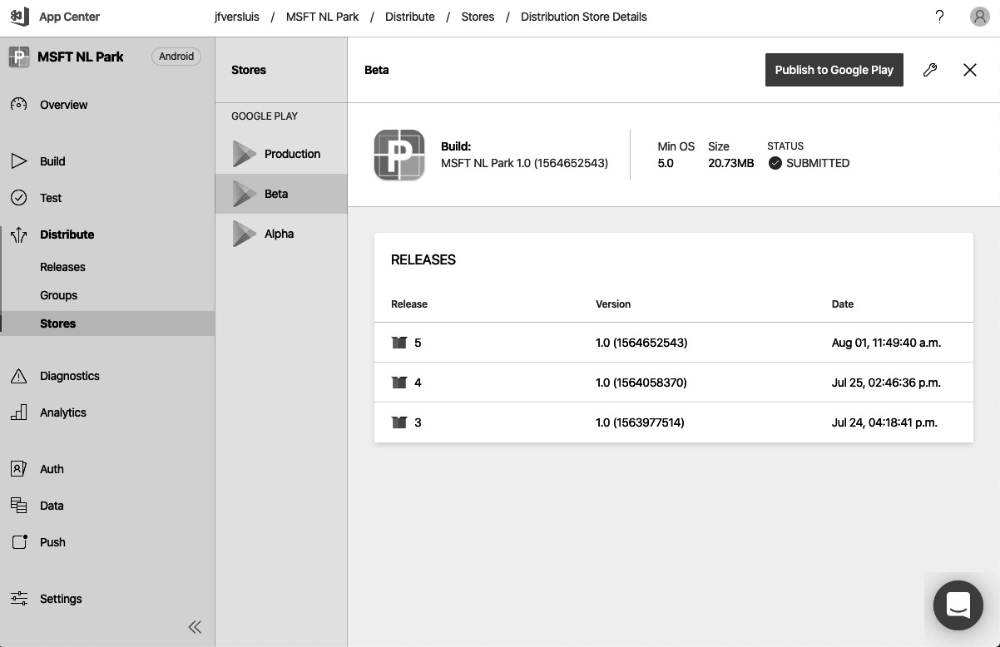 App Center
jfversluis / MSFT NL Park / Distribute / Stores / Distribution Store Details
?
P MSFT NL Park Android
Overview
Build
Test
Distribute
Releases
Groups
Stores
Diagnostics
Analytics
Auth
Data
Push
Settings
Stores
GOOGLE PLAY
Production
Beta
Alpha
Beta
Publish to Google Play
P
Build:
MSFT NL Park 1.0 (1564652543)
Min OS Size STATUS
5.0 20.73MB SUBMITTED
RELEASES
Release Version Date
5 1.0 (1564652543) Aug 01, 11:49:40 a.m.
4 1.0 (1564058370) Jul 25, 02:46:36 p.m.
3 1.0 (1563977514) Jul 24, 04:18:41 p.m.